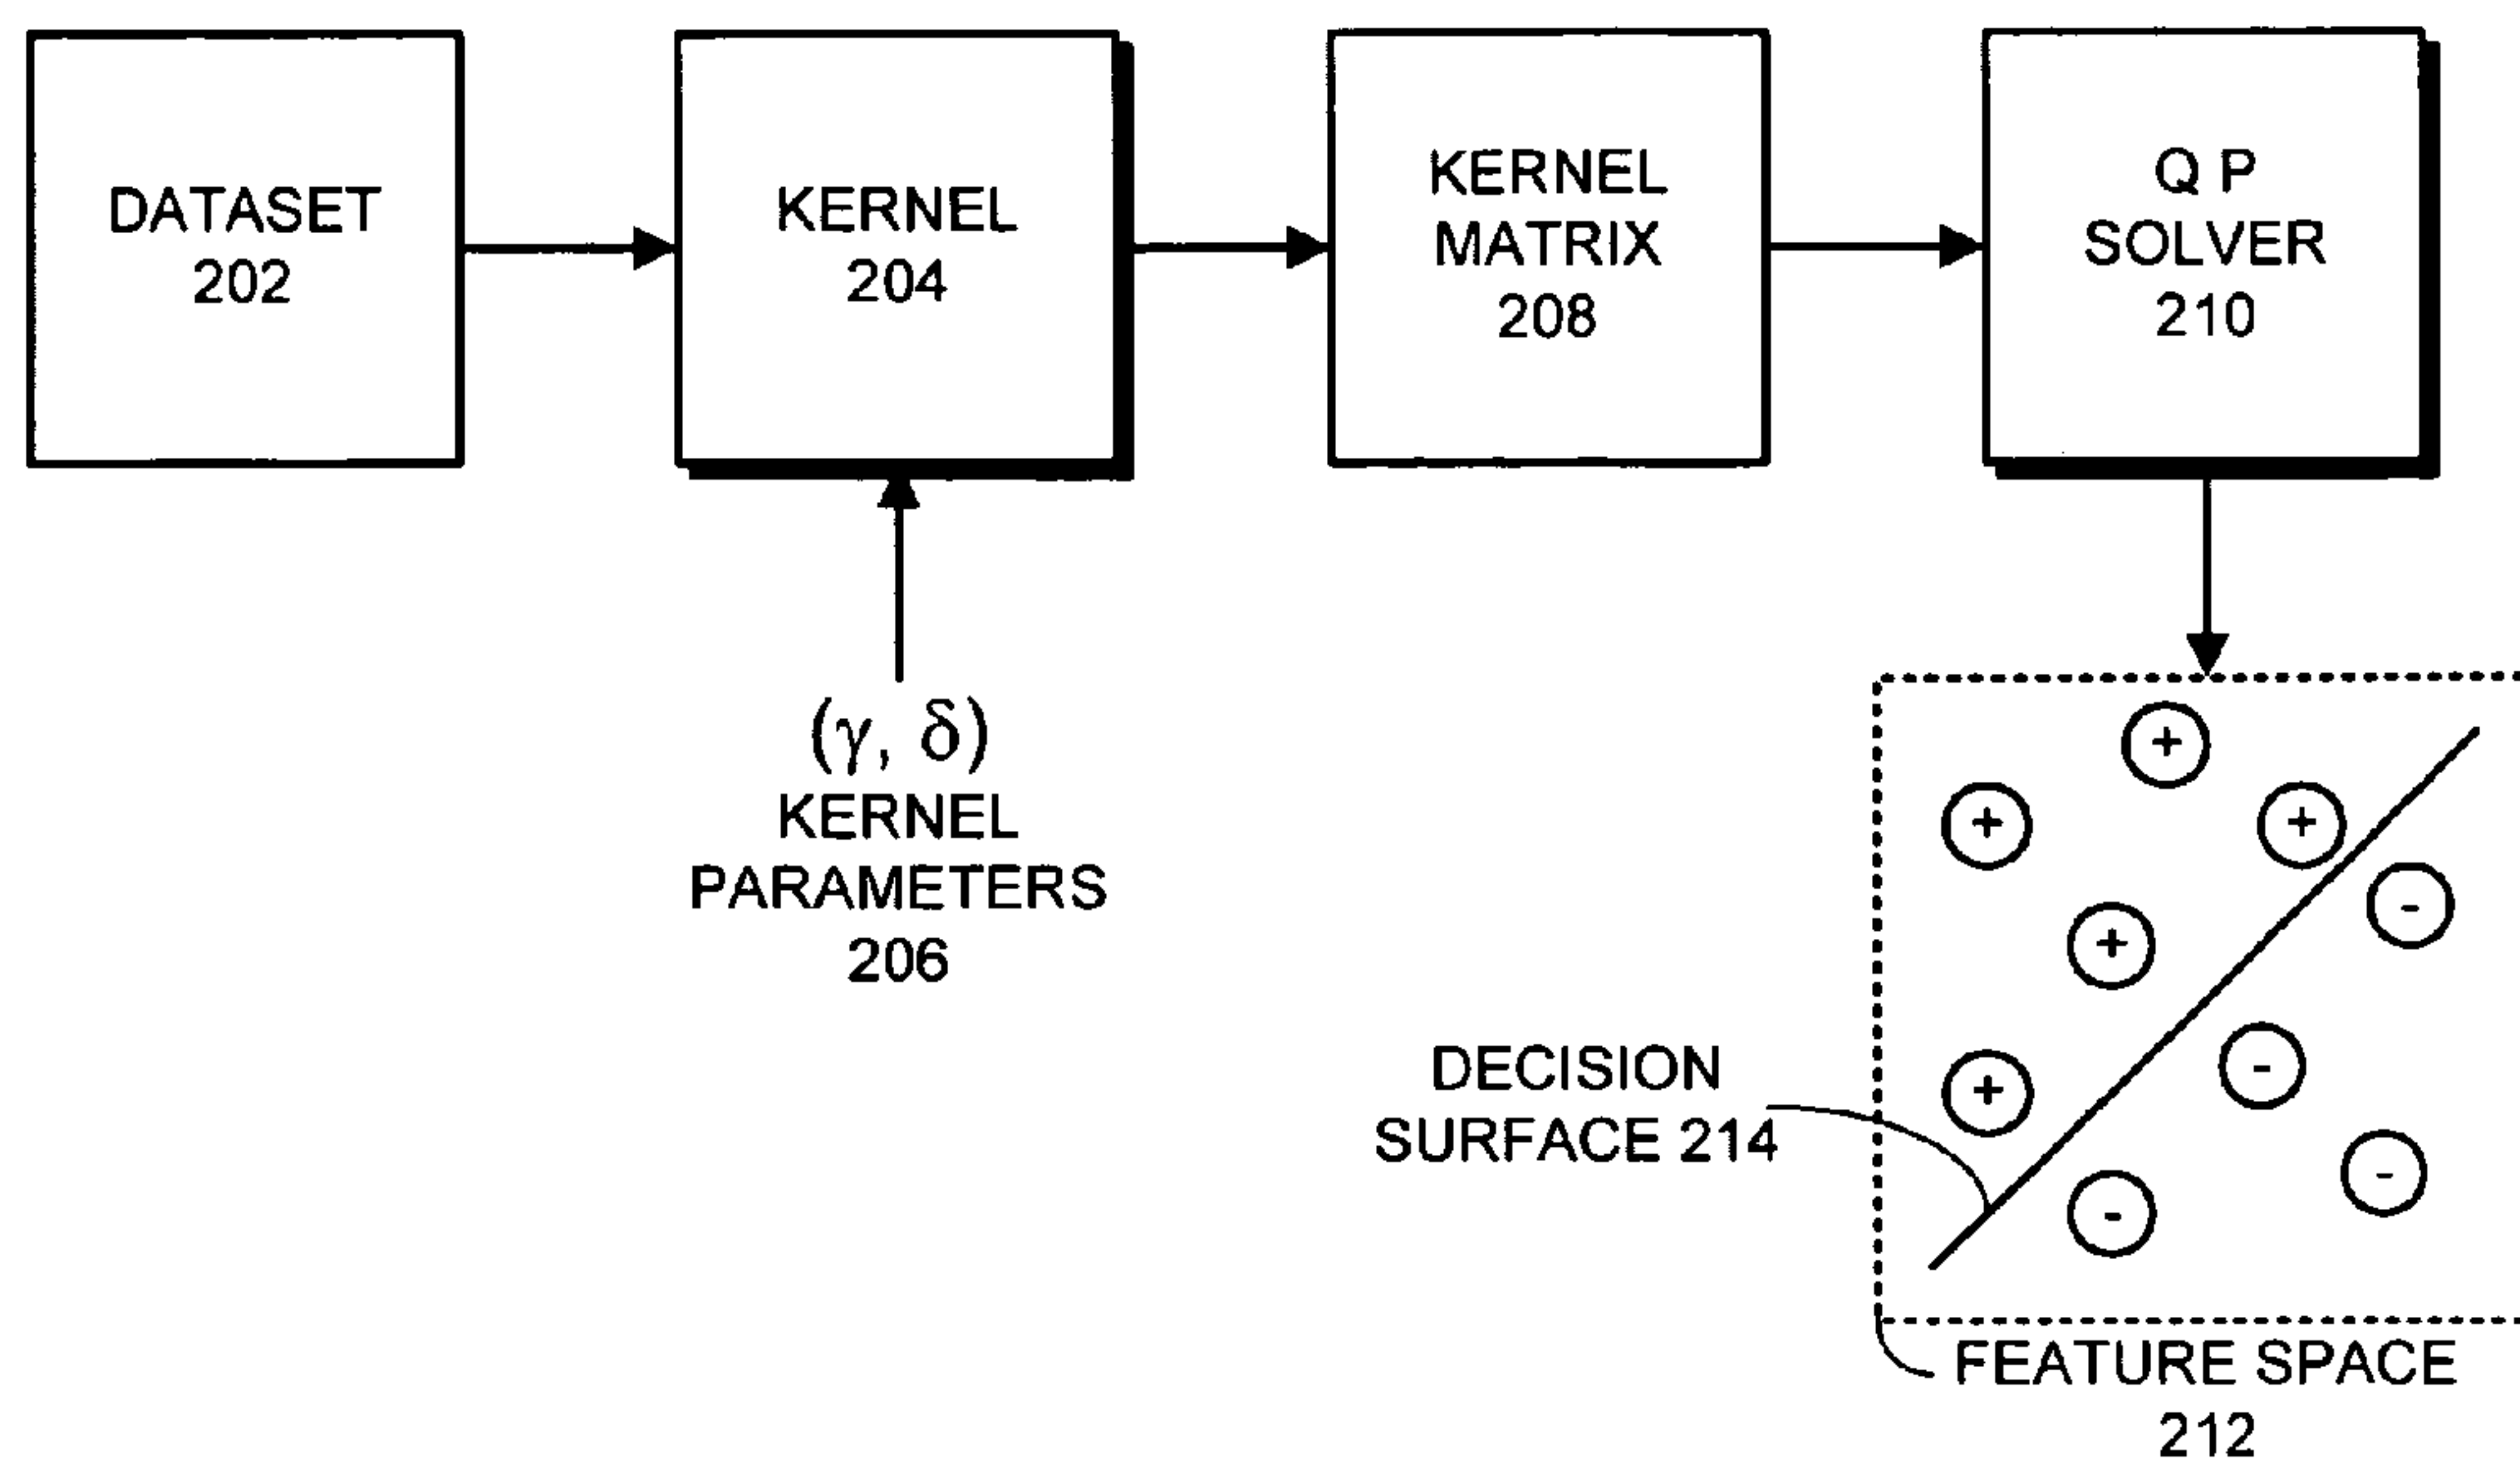 DATASET
202
KERNEL
204
KERNEL
MATRIX
208
Q P
SOLVER
210
(γ, δ)
KERNEL
PARAMETERS
206
+
+
+
-
+
DECISION
SURFACE 214
-
+
-
-
FEATURE SPACE
212